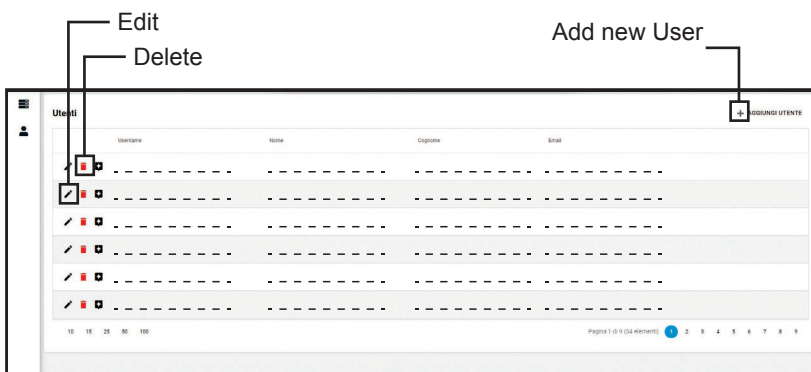 Edit
Add new User
Delete
Utenti
AGGIUNGI UTENTE
Username Nome Cognome Email
10 15 25 50 100
Pagina 1 di 9 (54 elementi) 1 2 3 4 5 6 7 8 9